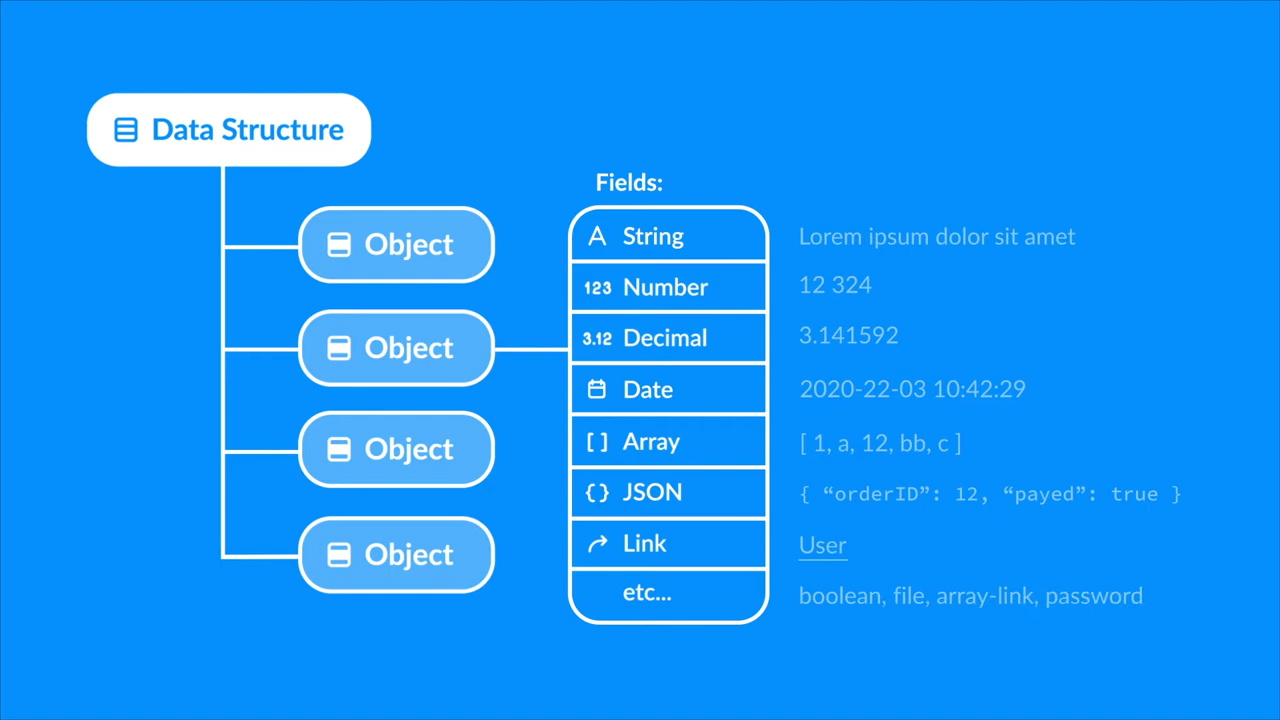 Data Structure
Object
Object
Object
Object
Fields:
A String Lorem ipsum dolor sit amet
123 Number 12 324
3.12 Decimal 3.141592
Date 2020-22-03 10:42:29
[ ] Array [ 1, a, 12, bb, c ]
{ } JSON { “orderID”: 12, “payed”: true }
Link User
etc... boolean, file, array-link, password